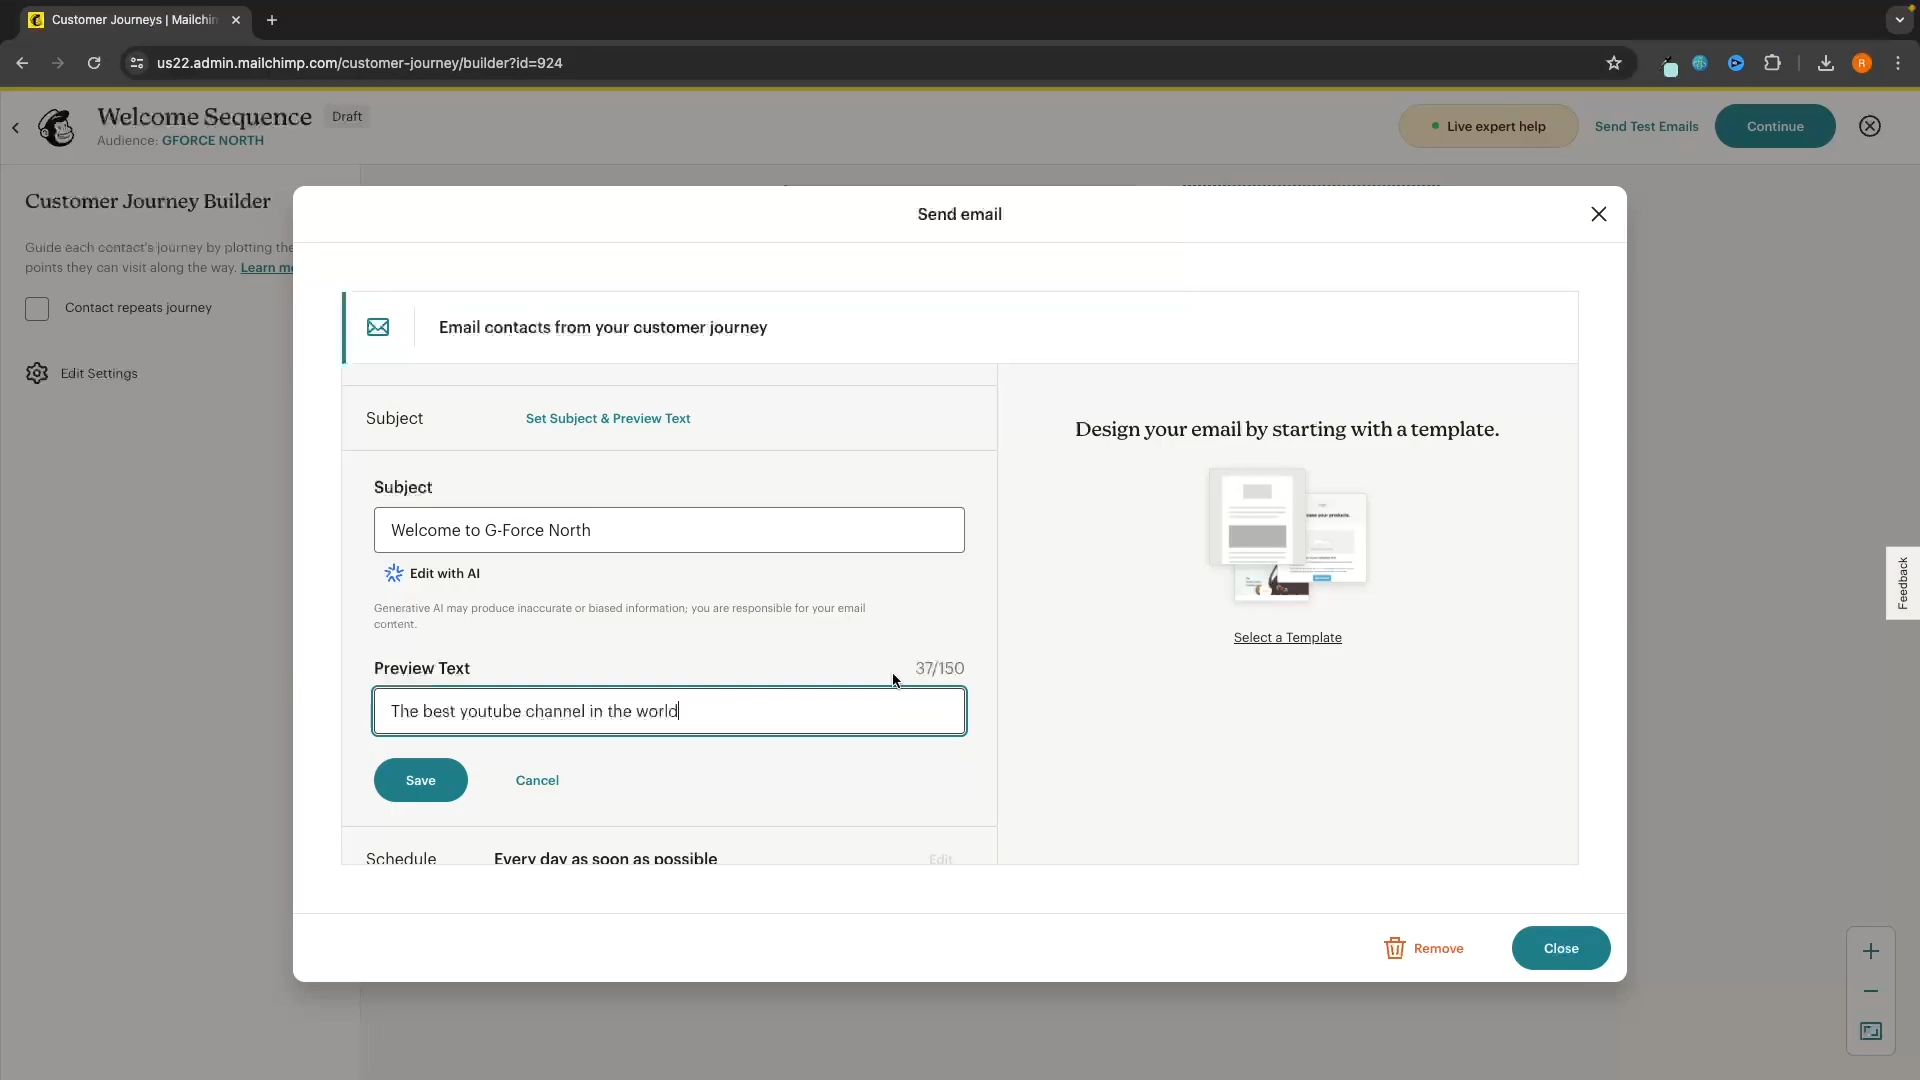 Customer Journeys | Mailchim
us22.admin.mailchimp.com/customer-journey/builder?id=924
R
Welcome Sequence
Draft
Audience: GFORCE NORTH
Live expert help
Send Test Emails
Continue
Customer Journey Builder
Guide each contact's journey by plotting the
points they can visit along the way. Learn mo
Contact repeats journey
Edit Settings
Send email
Email contacts from your customer journey
Subject
Set Subject & Preview Text
Subject
Welcome to G-Force North
Edit with AI
Generative AI may produce inaccurate or biased information; you are responsible for your email
content.
Preview Text
37/150
The best youtube channel in the world
Save
Cancel
Schedule
Every day as soon as possible
Edit
Design your email by starting with a template.
Select a Template
Remove
Close
Feedback